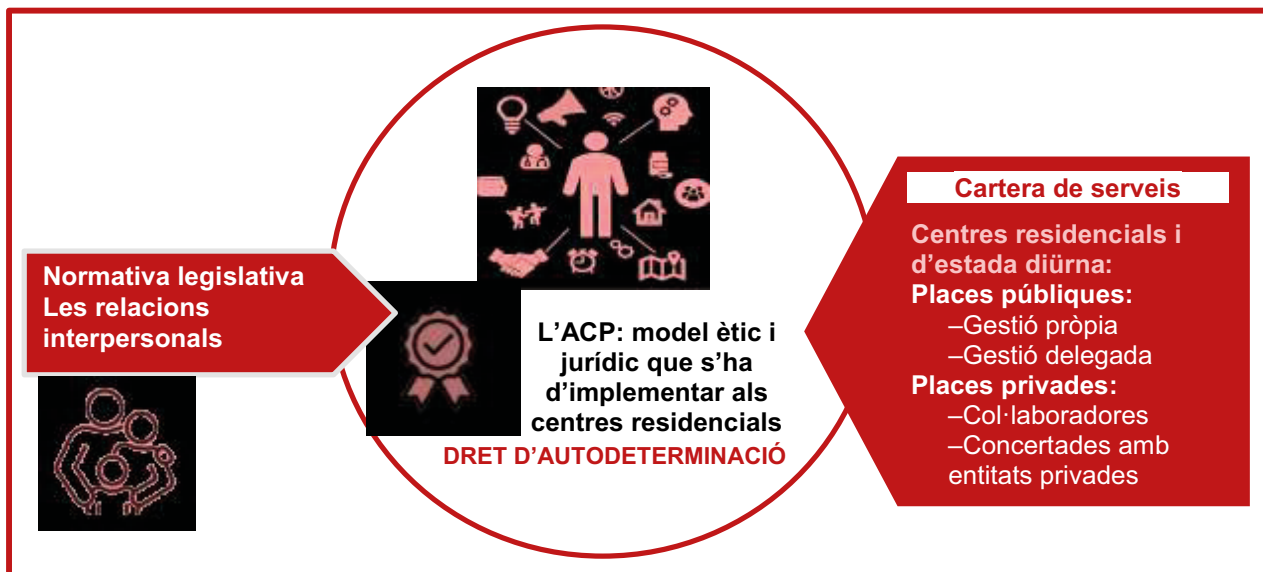 Normativa legislativa
Les relacions
interpersonals
L’ACP: model ètic i
jurídic que s’ha
d’implementar als
centres residencials
DRET D’AUTODETERMINACIÓ
Cartera de serveis
Centres residencials i
d’estada diürna:
Places públiques:
–Gestió pròpia
–Gestió delegada
Places privades:
–Col·laboradores
–Concertades amb
entitats privades